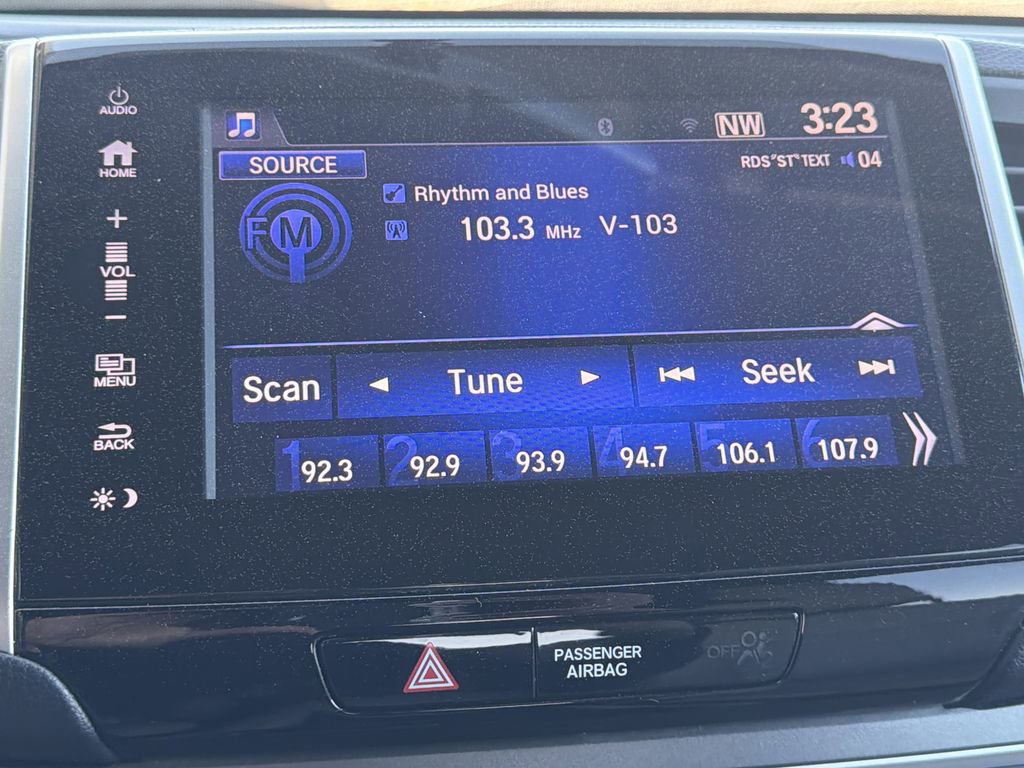 AUDIO
NW 3:23
HOME
SOURCE
RDS ST TEXT 04
FM
Rhythm and Blues
103.3 MHz V-103
+
VOL
−
Scan Tune Seek
MENU
1 92.3 2 92.9 3 93.9 4 94.7 5 106.1 6 107.9
BACK
PASSENGER
AIRBAG
OFF 2